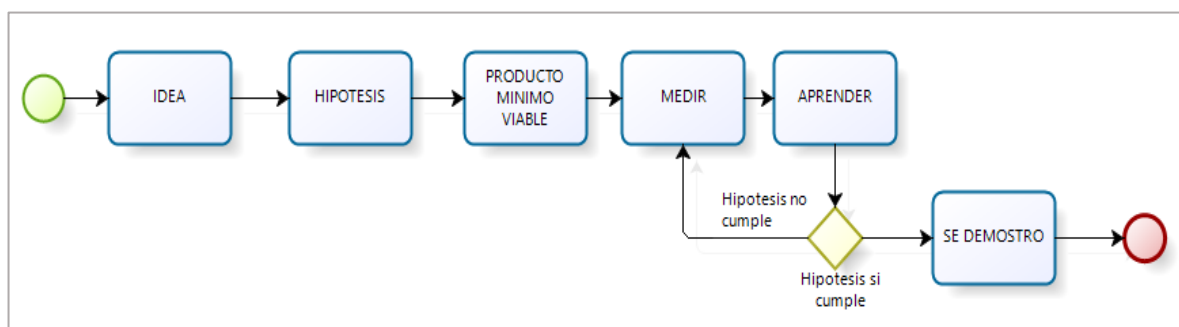 IDEA
HIPOTESIS
PRODUCTO
MINIMO
VIABLE
MEDIR
APRENDER
Hipotesis no
cumple
SE DEMOSTRO
Hipotesis si
cumple